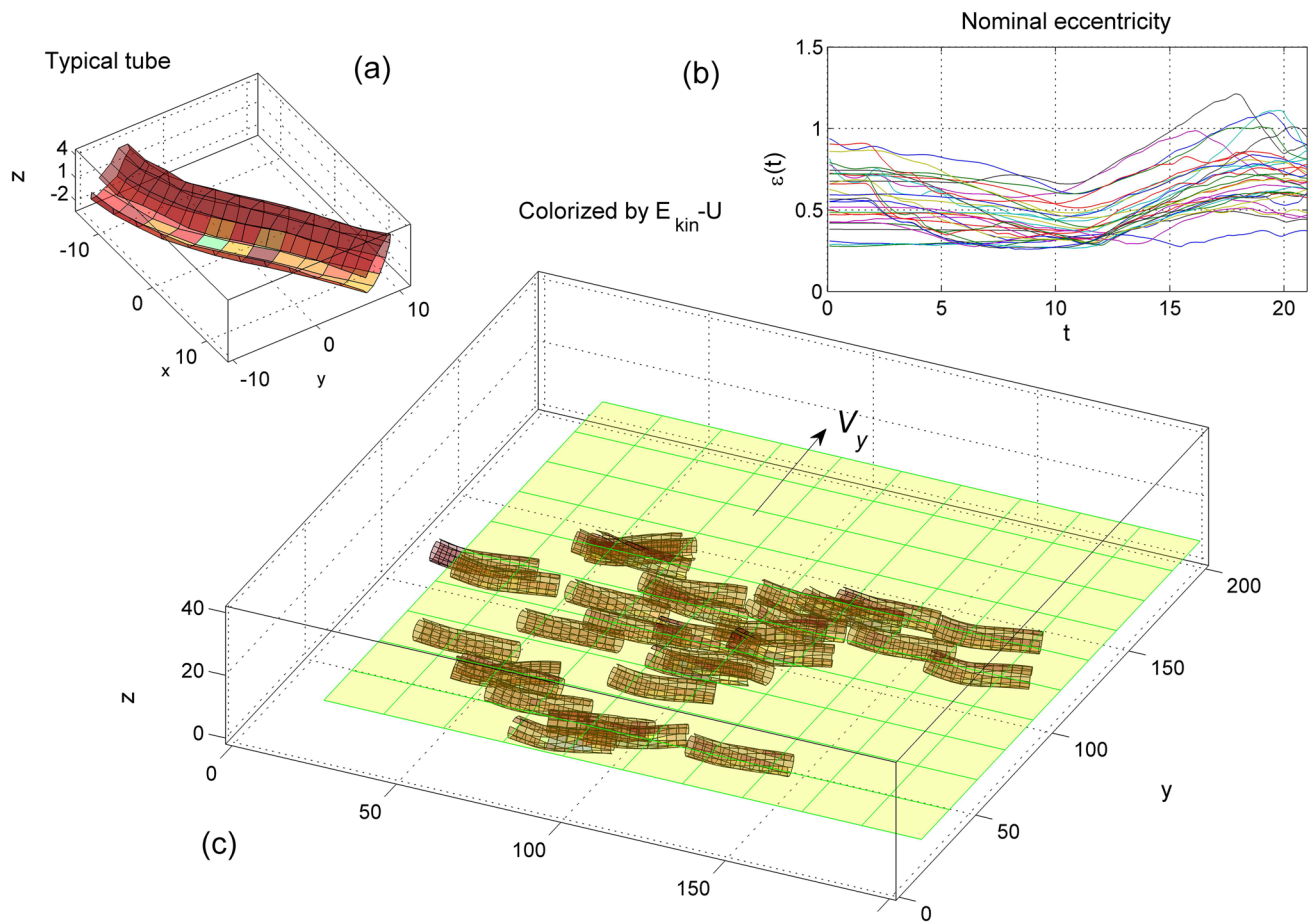 Nominal eccentricity
Typical tube
(a)
(b)
1.5
1
0.5
0
ε(t)
0
5
10
15
20
t
4
1
-2
z
-10
0
10
x
-10
0
10
y
Colorized by E_kin-U
V_y
40
20
0
z
0
50
100
150
0
50
100
150
200
y
(c)